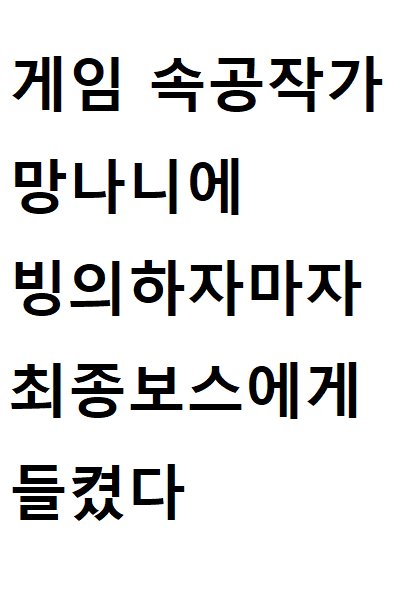 게임 속공작가
망나니에
빙의하자마자
최종보스에게
들켰다